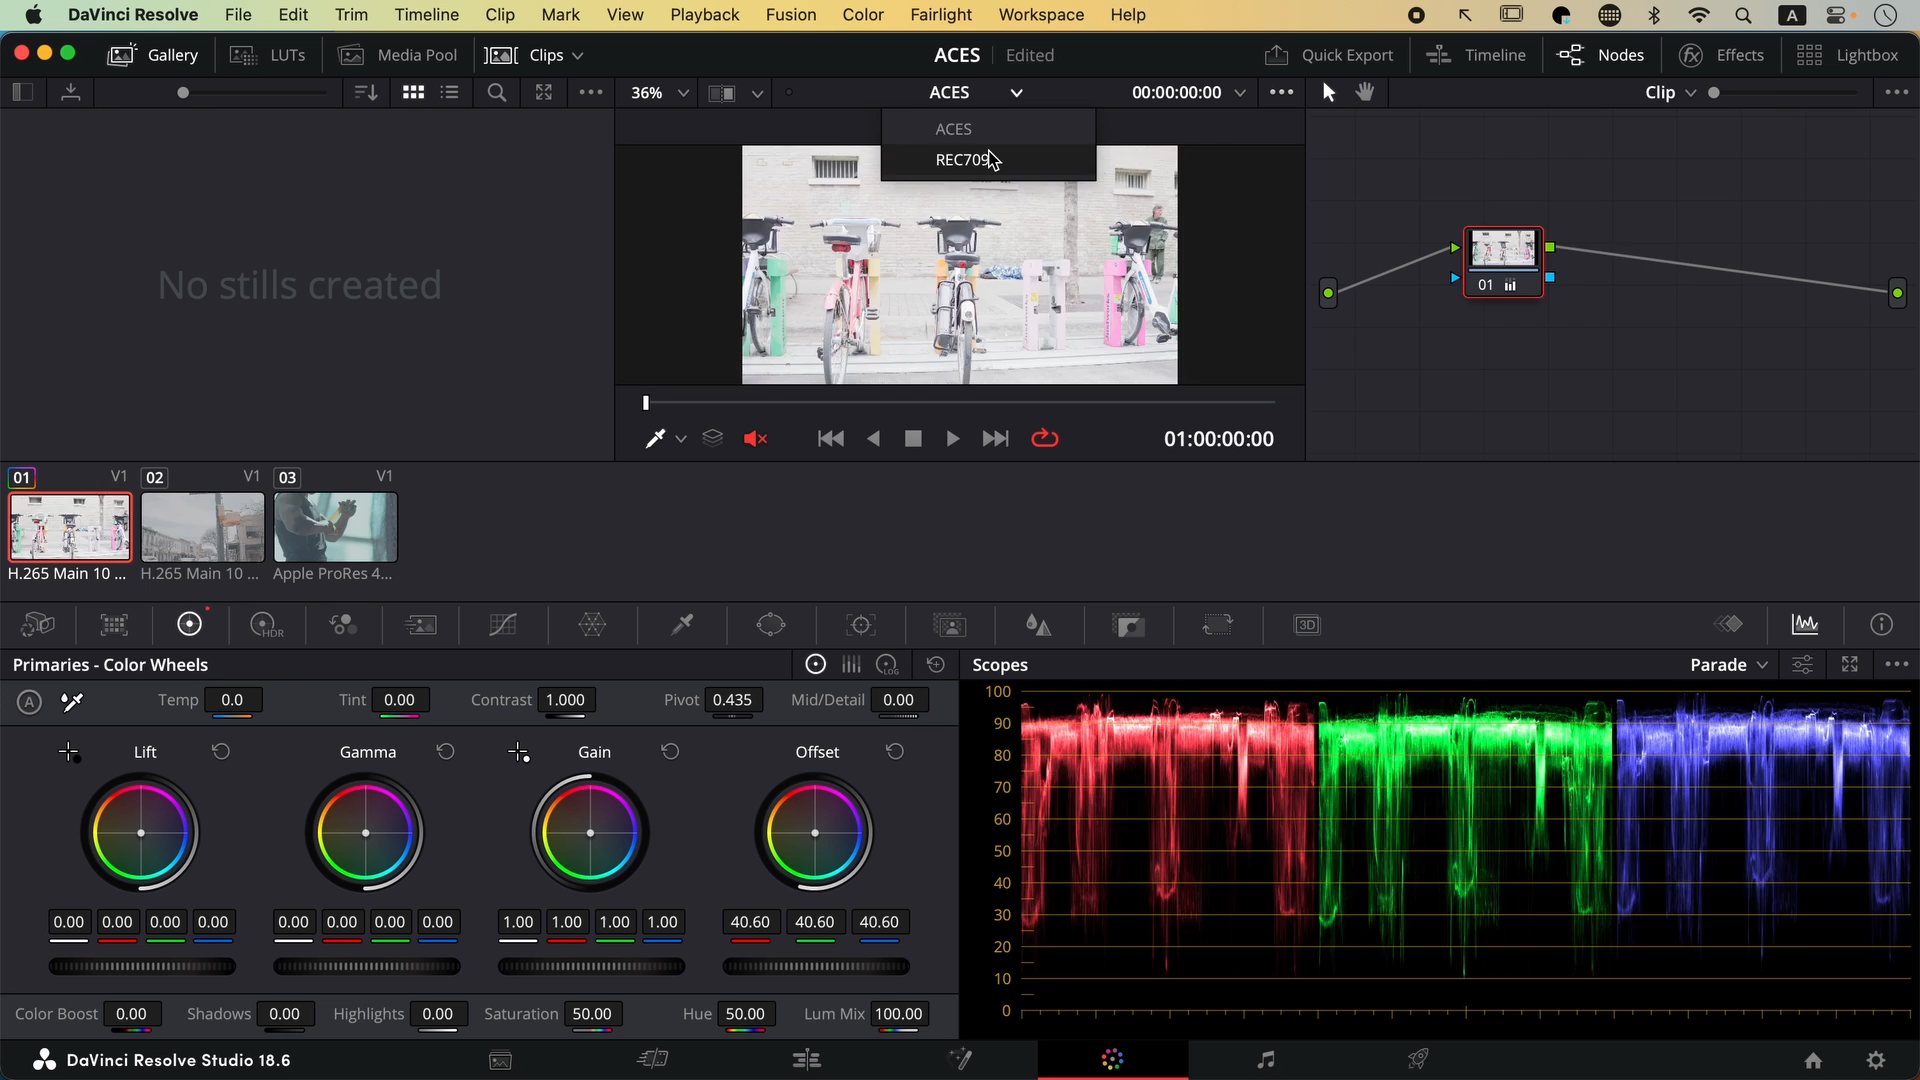 DaVinci Resolve File Edit Trim Timeline Clip Mark View Playback Fusion Color Fairlight Workspace Help A
Gallery LUTs Media Pool Clips ACES Edited Quick Export Timeline Nodes Effects Lightbox
36% ACES 00:00:00:00 Clip
ACES
REC709
No stills created
01
01:00:00:00
01 V1 02 V1 03 V1
H.265 Main 10 ... H.265 Main 10 ... Apple ProRes 4...
HDR 3D
Primaries - Color Wheels LOG Scopes Parade
A Temp 0.0 Tint 0.00 Contrast 1.000 Pivot 0.435 Mid/Detail 0.00
Lift Gamma Gain Offset
0.00 0.00 0.00 0.00 0.00 0.00 0.00 0.00 1.00 1.00 1.00 1.00 40.60 40.60 40.60
Color Boost 0.00 Shadows 0.00 Highlights 0.00 Saturation 50.00 Hue 50.00 Lum Mix 100.00
100
90
80
70
60
50
40
30
20
10
0
DaVinci Resolve Studio 18.6